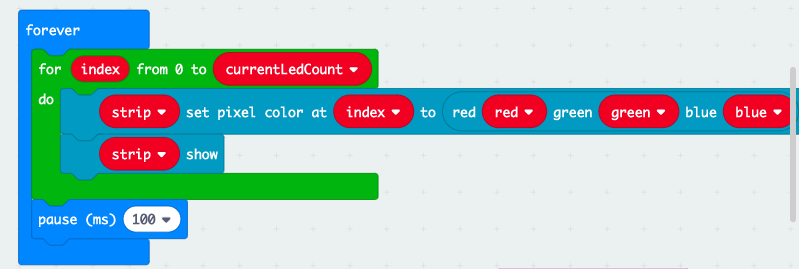 forever
for index from 0 to currentLedCount
do
strip set pixel color at index to red red green green blue blue
strip show
pause (ms) 100